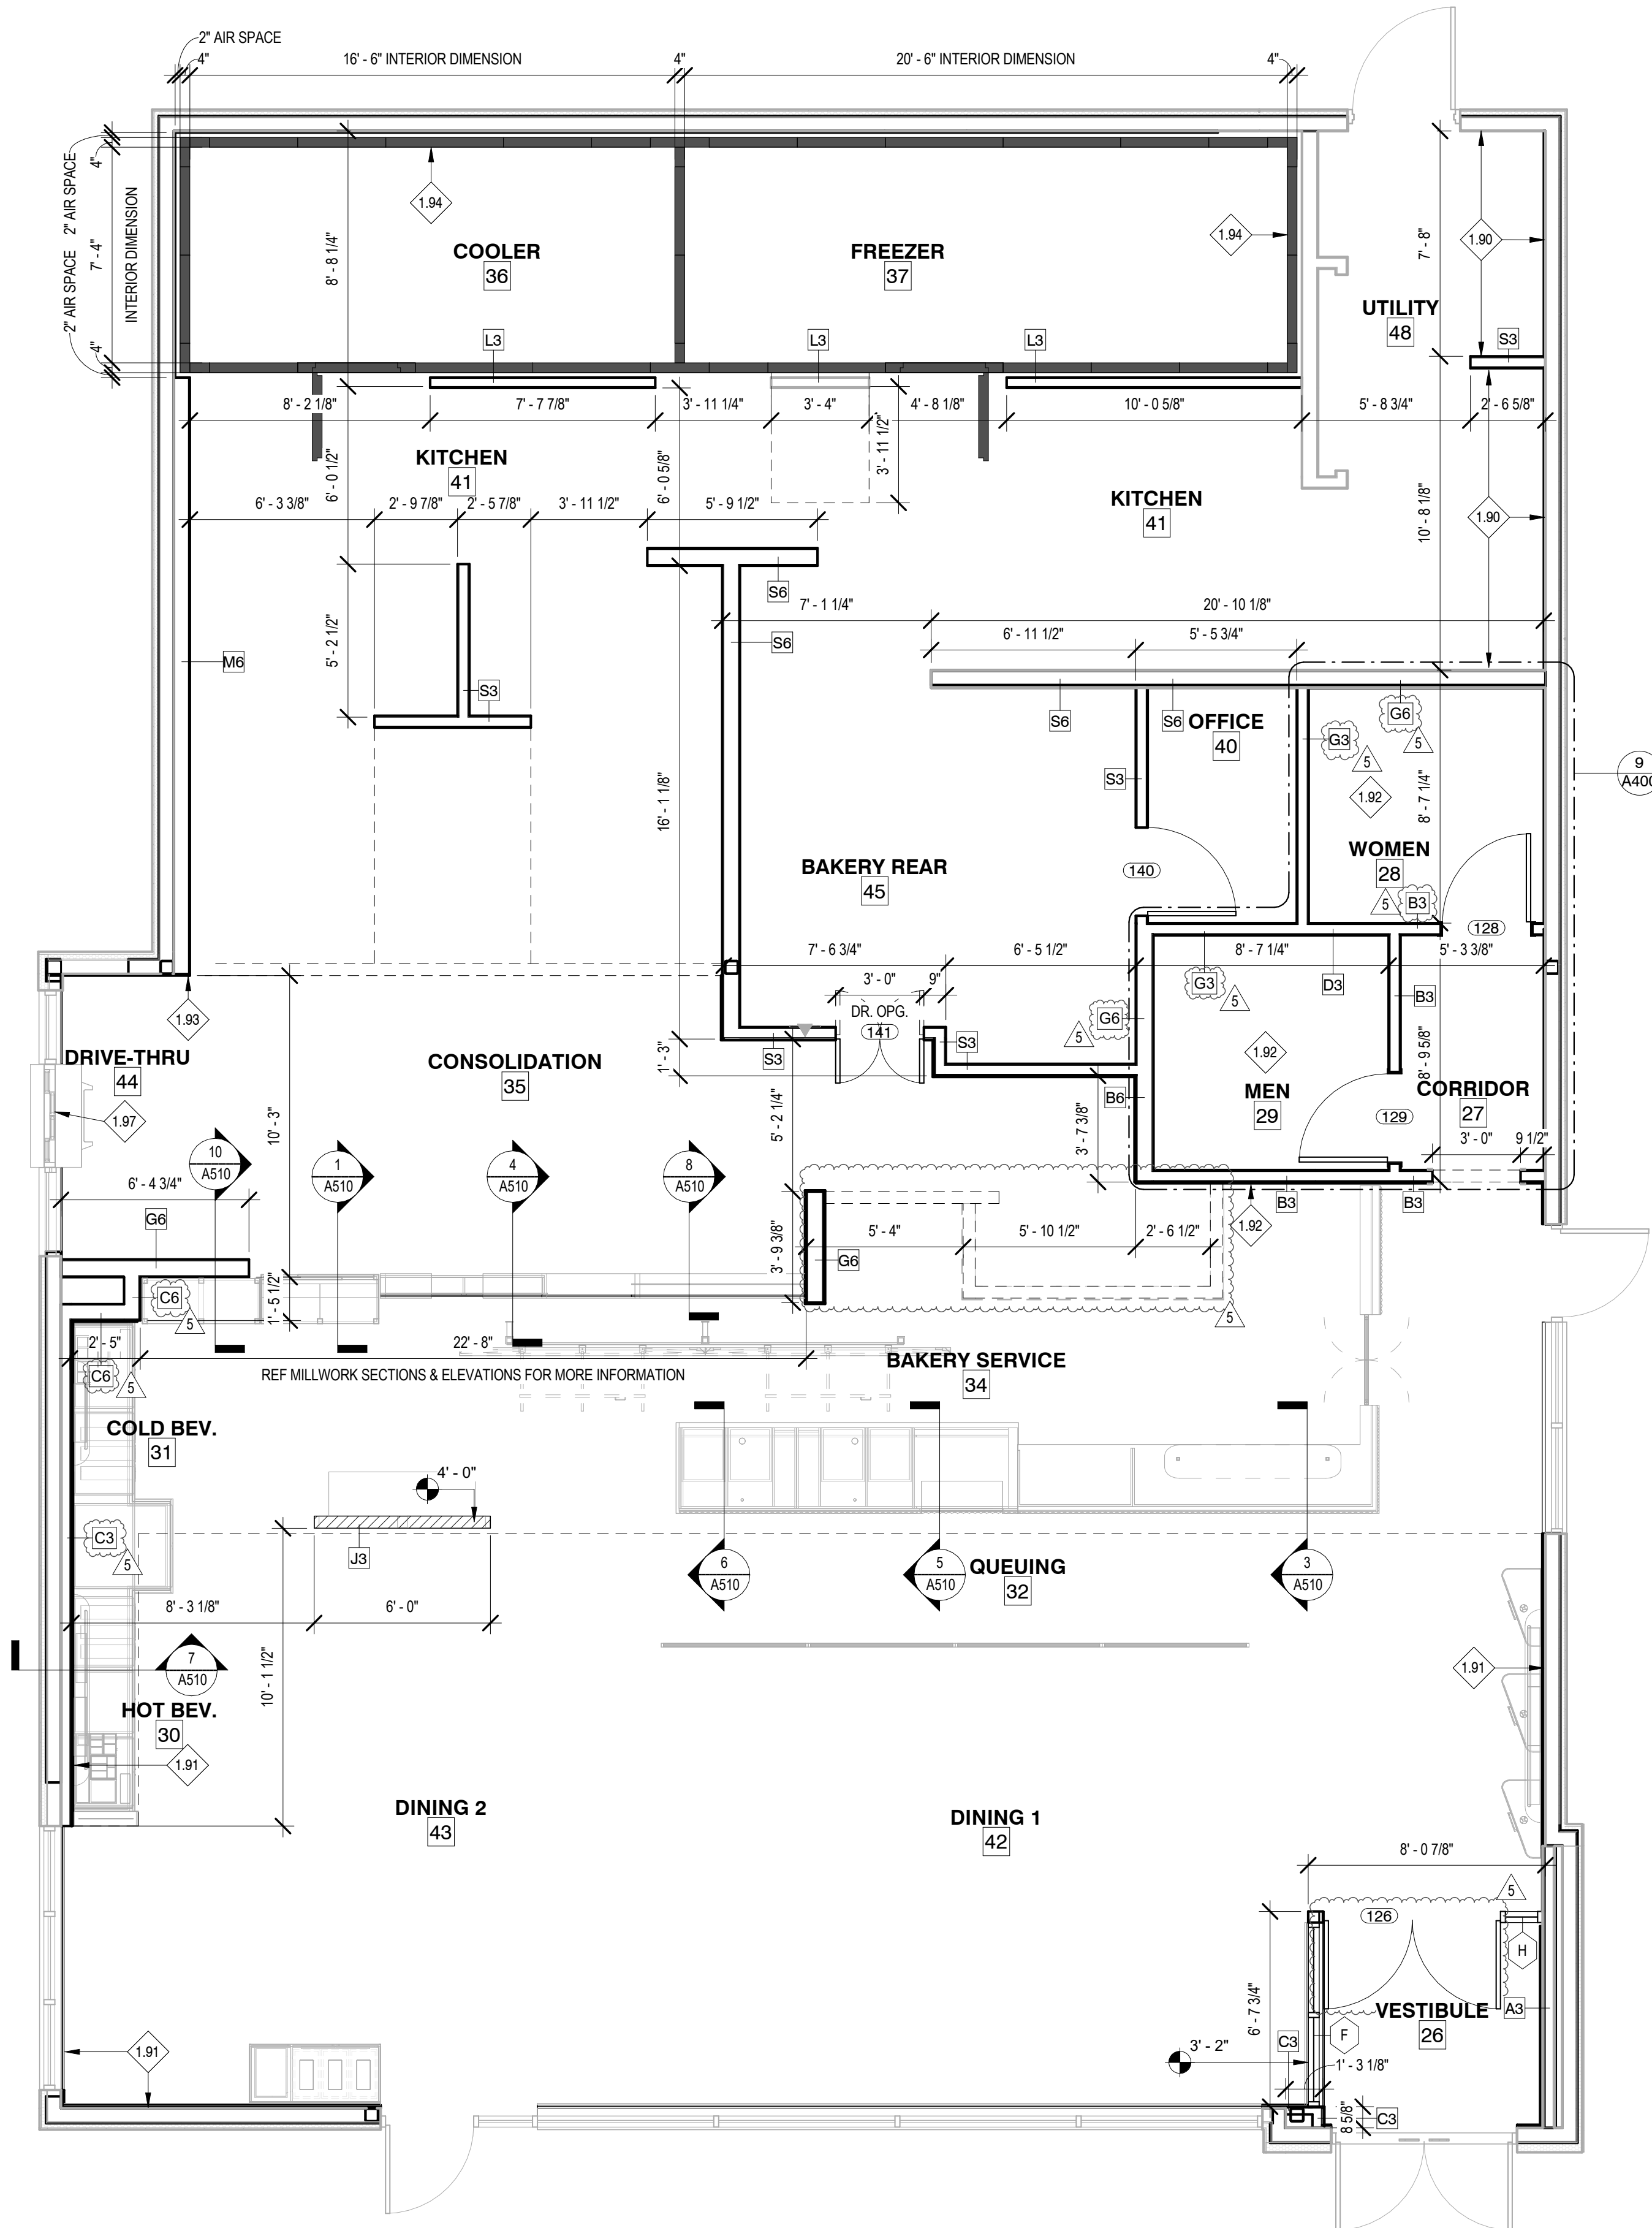 2" AIR SPACE
4"
16' - 6" INTERIOR DIMENSION
4"
20' - 6" INTERIOR DIMENSION
4"
2" AIR SPACE
4"
7' - 4"
INTERIOR DIMENSION
4"
2" AIR SPACE
8' - 8 1/4"
1.94
COOLER
36
FREEZER
37
1.94
1.90
7' - 8"
UTILITY
48
S3
L3
L3
L3
8' - 2 1/8"
7' - 7 7/8"
3' - 11 1/4"
3' - 4"
4' - 8 1/8"
10' - 0 5/8"
5' - 8 3/4"
2' - 6 5/8"
3' - 11 1/2"
KITCHEN
41
6' - 0 1/2"
6' - 0 5/8"
KITCHEN
41
10' - 8 1/8"
1.90
6' - 3 3/8"
2' - 9 7/8"
2' - 5 7/8"
3' - 11 1/2"
5' - 9 1/2"
S6
7' - 1 1/4"
20' - 10 1/8"
5' - 2 1/2"
S6
6' - 11 1/2"
5' - 5 3/4"
M6
S3
S6
S6
OFFICE
40
G6
5
G3
5
1.92
S3
9
A400
8' - 7 1/4"
16' - 1 1/8"
WOMEN
28
BAKERY REAR
45
140
5
B3
128
7' - 6 3/4"
6' - 5 1/2"
8' - 7 1/4"
5' - 3 3/8"
3' - 0"
9"
DR. OPG.
141
G3
5
D3
B3
G6
5
1.93
DRIVE-THRU
44
CONSOLIDATION
35
S3
1' - 3"
S3
1.92
8' - 9 5/8"
MEN
29
B6
CORRIDOR
27
129
1.97
10' - 3"
5' - 2 1/4"
3' - 7 3/8"
3' - 0"
9 1/2"
10
A510
1
A510
4
A510
8
A510
6' - 4 3/4"
G6
B3
B3
1.92
3' - 9 3/8"
5' - 4"
5' - 10 1/2"
2' - 6 1/2"
G6
C6
5
1' - 5 1/2"
5
2' - 5"
22' - 8"
REF MILLWORK SECTIONS & ELEVATIONS FOR MORE INFORMATION
C6
5
BAKERY SERVICE
34
COLD BEV.
31
4' - 0"
C3
5
J3
6
A510
5
A510
QUEUING
32
3
A510
8' - 3 1/8"
6' - 0"
7
A510
10' - 1 1/2"
1.91
HOT BEV.
30
1.91
DINING 2
43
DINING 1
42
8' - 0 7/8"
5
126
H
6' - 7 3/4"
VESTIBULE
26
A3
F
C3
3' - 2"
1' - 3 1/8"
1.91
8 5/8"
C3